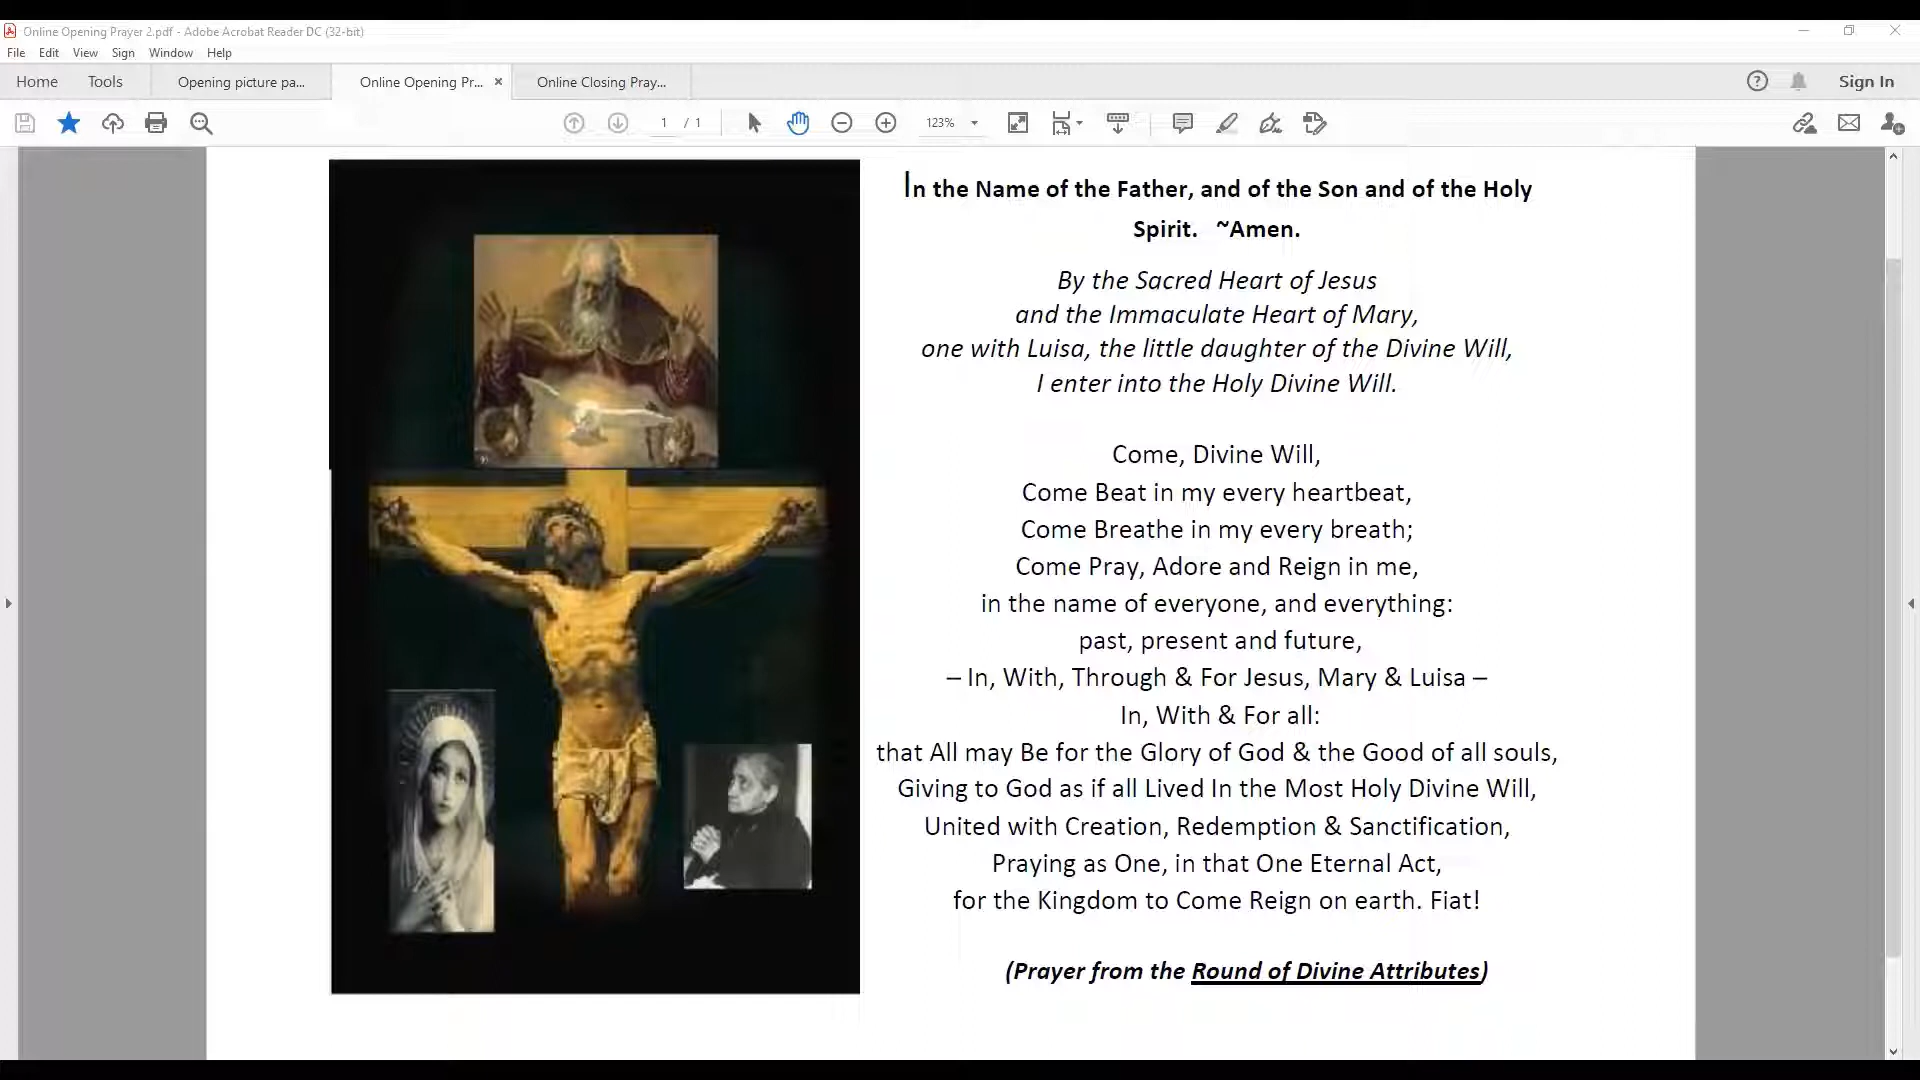 Online Opening Prayer 2.pdf - Adobe Acrobat Reader DC (32-bit)
File Edit View Sign Window Help
Home Tools Opening picture pa... Online Opening Pr... × Online Closing Pray... Sign In
1 / 1 123%
In the Name of the Father, and of the Son and of the Holy
Spirit. ~Amen.
By the Sacred Heart of Jesus
and the Immaculate Heart of Mary,
one with Luisa, the little daughter of the Divine Will,
I enter into the Holy Divine Will.
Come, Divine Will,
Come Beat in my every heartbeat,
Come Breathe in my every breath;
Come Pray, Adore and Reign in me,
in the name of everyone, and everything:
past, present and future,
– In, With, Through & For Jesus, Mary & Luisa –
In, With & For all:
that All may Be for the Glory of God & the Good of all souls,
Giving to God as if all Lived In the Most Holy Divine Will,
United with Creation, Redemption & Sanctification,
Praying as One, in that One Eternal Act,
for the Kingdom to Come Reign on earth. Fiat!
(Prayer from the Round of Divine Attributes)